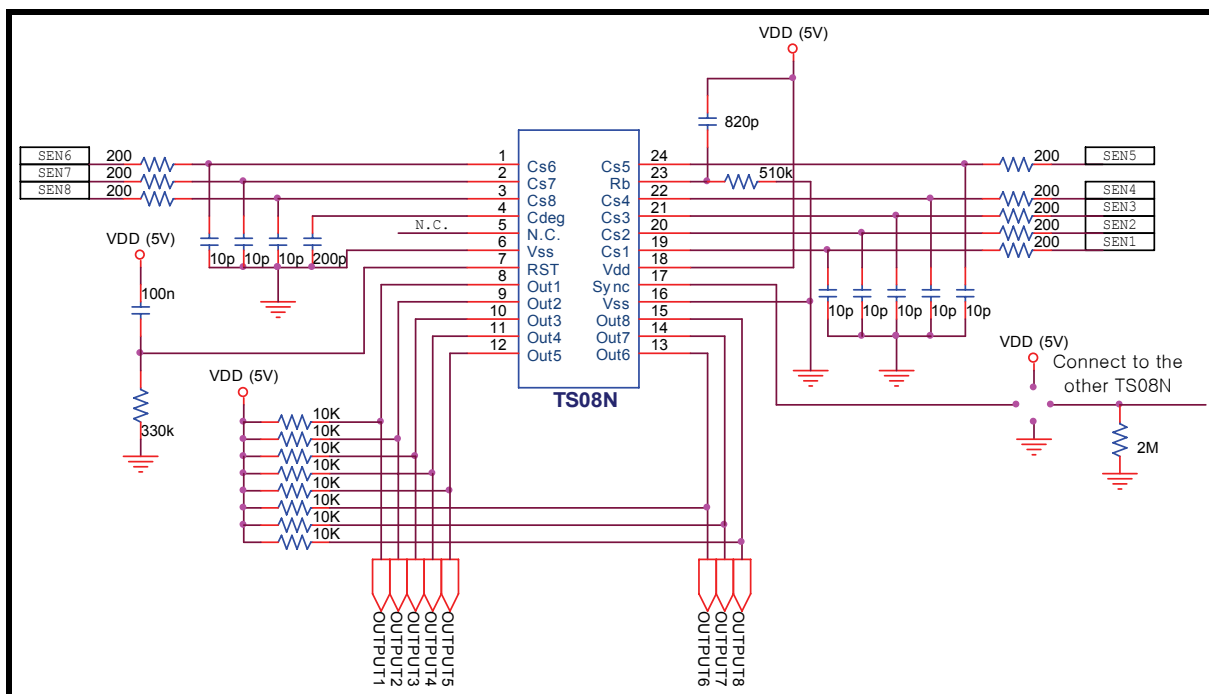 VDD (5V)
820p
SEN6 200 1 Cs6 Cs5 24 200 SEN5
SEN7 200 2 Cs7 Rb 23 510k
SEN8 200 3 Cs8 Cs4 22 200 SEN4
4 Cdeg Cs3 21 200 SEN3
N.C. 5 N.C. Cs2 20 200 SEN2
VDD (5V) 6 Vss Cs1 19 200 SEN1
10p 10p 10p 200p
7 RST Vdd 18
100n 8 Out1 Sync 17
9 Out2 Vss 16
10 Out3 Out8 15 10p 10p 10p 10p 10p
11 Out4 Out7 14
12 Out5 Out6 13
VDD (5V)
Connect to the
other TS08N
VDD (5V)
TS08N
330k
10K
10K
10K
10K
10K
10K
10K
10K
2M
OUTPUT1
OUTPUT2
OUTPUT3
OUTPUT4
OUTPUT5
OUTPUT6
OUTPUT7
OUTPUT8